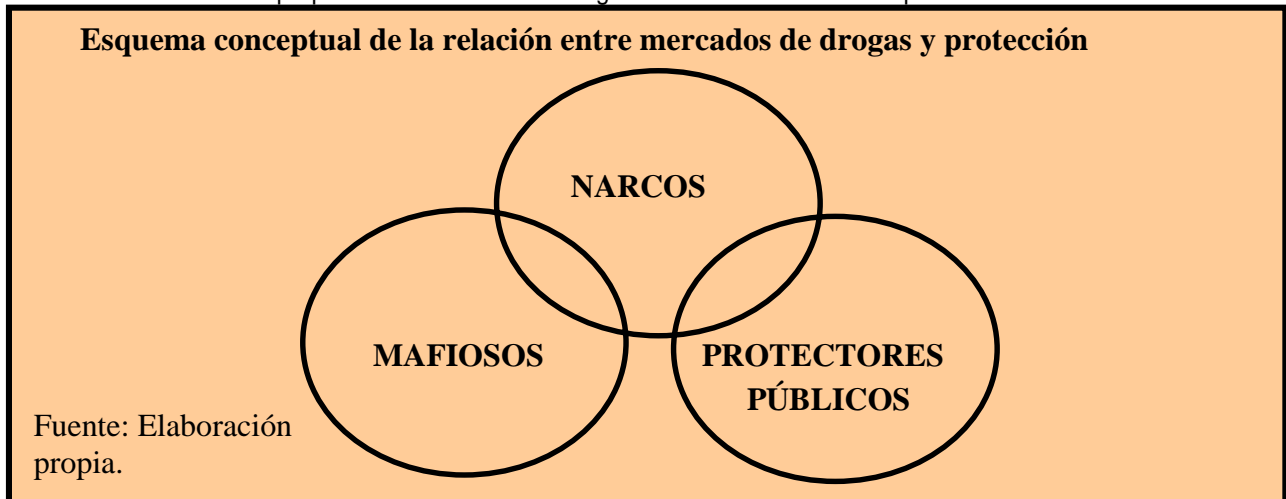 Esquema conceptual de la relación entre mercados de drogas y protección
NARCOS
MAFIOSOS
PROTECTORES
PÚBLICOS
Fuente: Elaboración
propia.